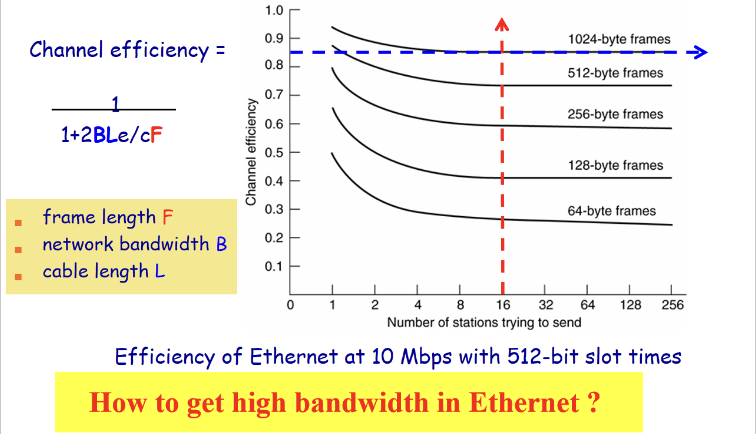 Channel efficiency =
1
1+2BLe/cF
frame length F
network bandwidth B
cable length L
Channel efficiency
1.0
0.9
0.8
0.7
0.6
0.5
0.4
0.3
0.2
0.1
1024-byte frames
512-byte frames
256-byte frames
128-byte frames
64-byte frames
0 1 2 4 8 16 32 64 128 256
Number of stations trying to send
Efficiency of Ethernet at 10 Mbps with 512-bit slot times
How to get high bandwidth in Ethernet ?